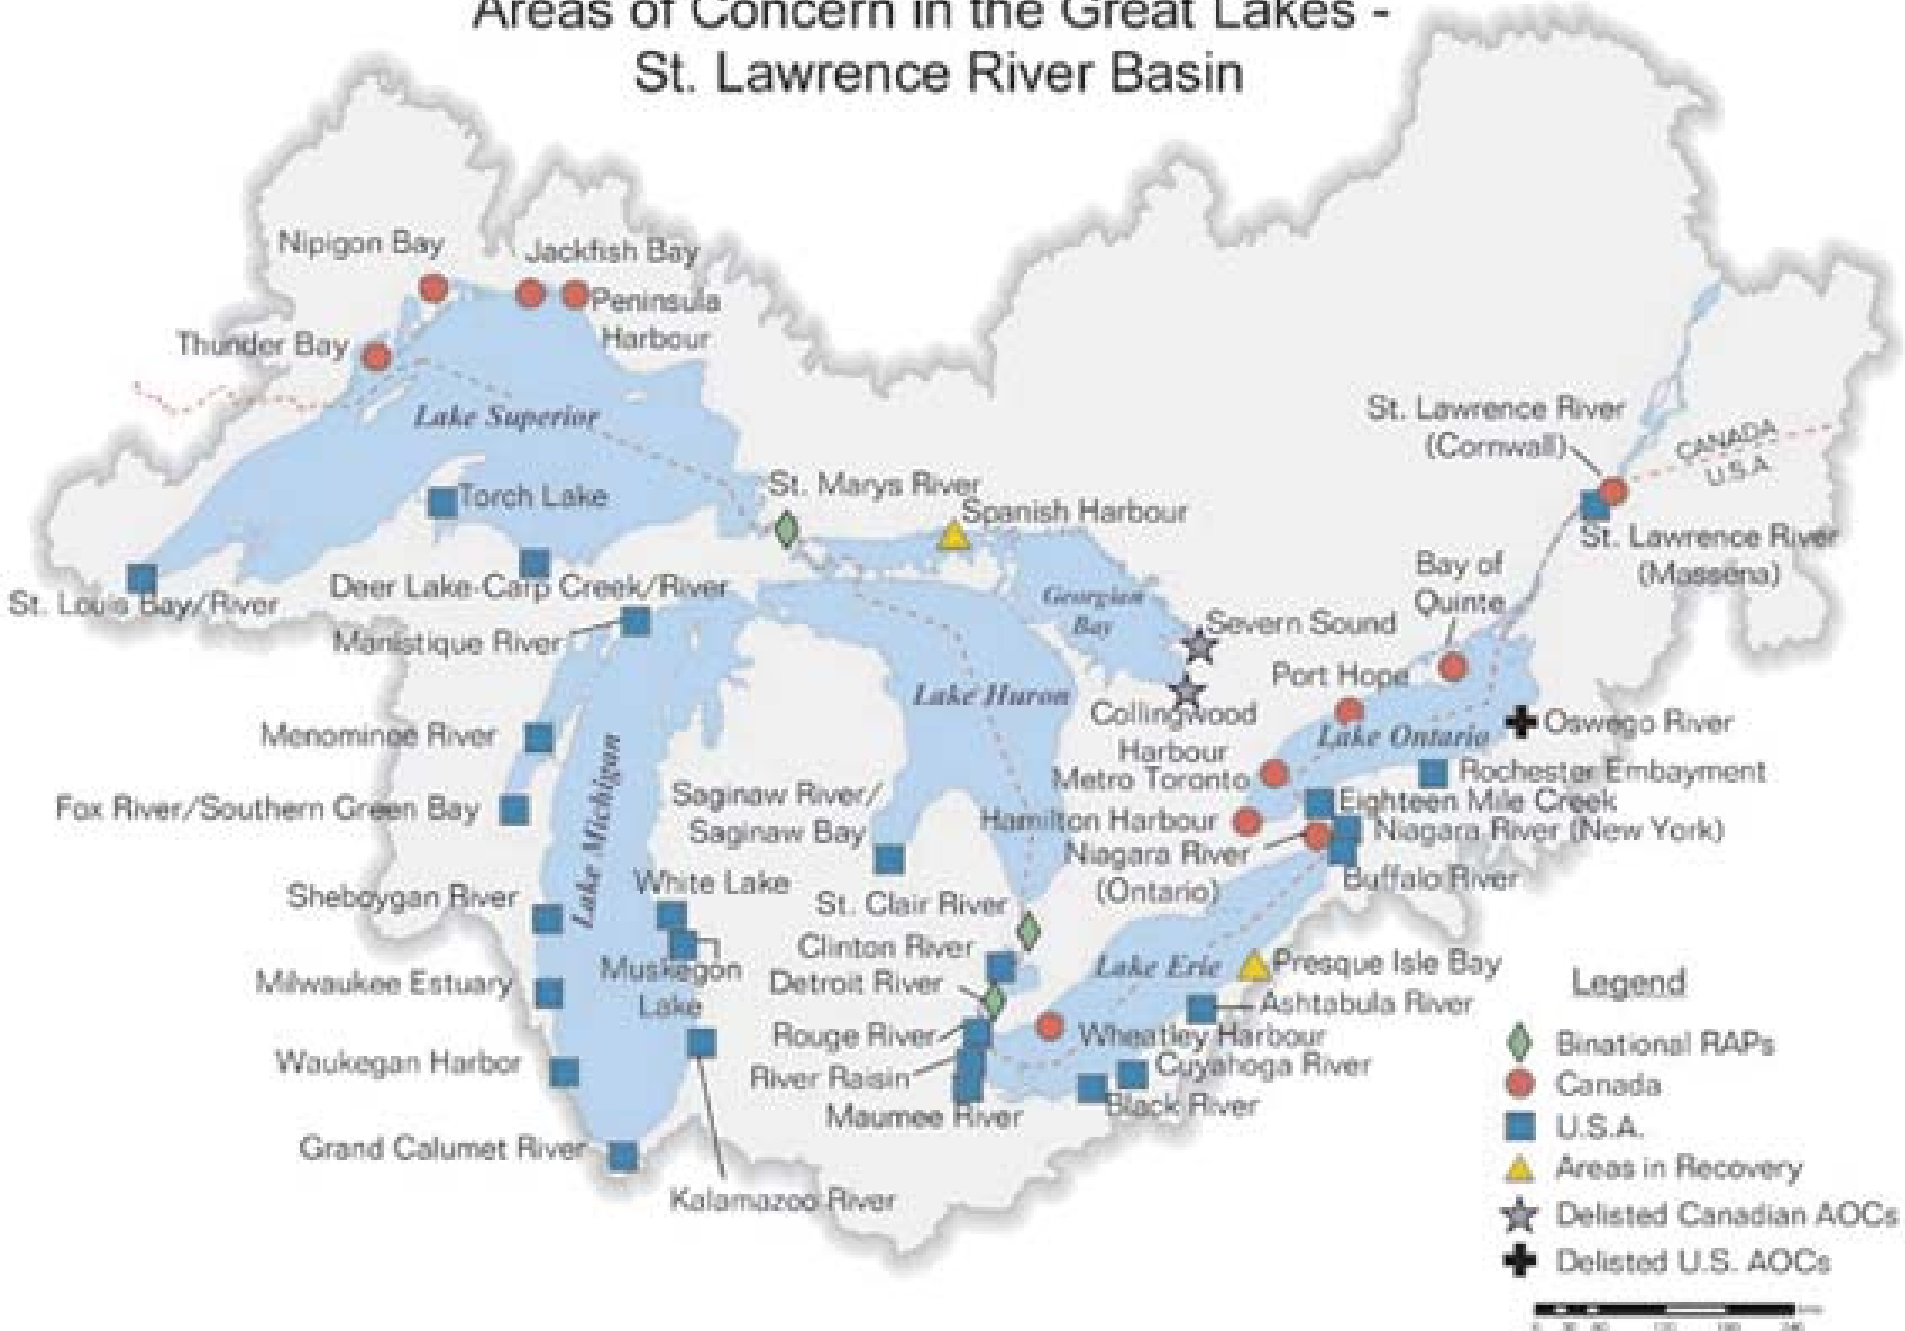 Areas of Concern in the Great Lakes -
St. Lawrence River Basin
Nipigon Bay
Jackfish Bay
Peninsula
Harbour
Thunder Bay
Lake Superior
St. Lawrence River
(Cornwall)
CANADA
U.S.A
St. Marys River
Torch Lake
Spanish Harbour
St. Lawrence River
(Massena)
Bay of
Quinte
Deer Lake-Carp Creek/River
St. Louis Bay/River
Georgian
Bay
Severn Sound
Manistique River
Port Hope
Lake Huron
Collingwood
Harbour
Oswego River
Lake Ontario
Menominee River
Metro Toronto
Rochester Embayment
Lake Michigan
Saginaw River/
Saginaw Bay
Fox River/Southern Green Bay
Eighteen Mile Creek
Hamilton Harbour
Niagara River (New York)
Niagara River
(Ontario)
Buffalo River
White Lake
Sheboygan River
St. Clair River
Clinton River
Muskegon
Lake
Lake Erie
Presque Isle Bay
Milwaukee Estuary
Detroit River
Ashtabula River
Rouge River
Wheatley Harbour
Waukegan Harbor
Cuyahoga River
River Raisin
Black River
Maumee River
Grand Calumet River
Kalamazoo River
Legend
Binational RAPs
Canada
U.S.A.
Areas in Recovery
Delisted Canadian AOCs
Delisted U.S. AOCs